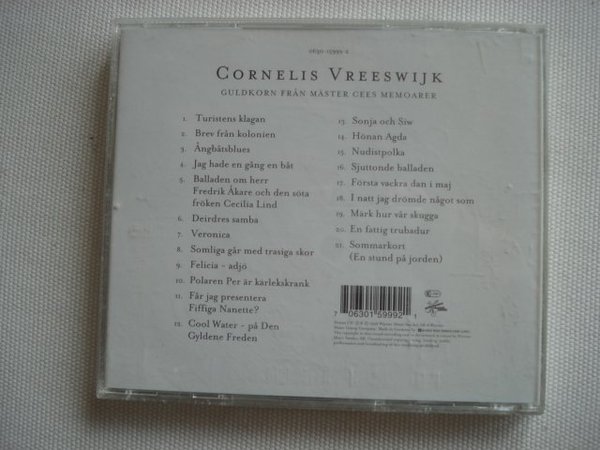 0630-15999-2
CORNELIS VREESWIJK
GULDKORN FRÅN MÄSTER CEES MEMOARER
1. Turistens klagan
2. Brev från kolonien
3. Ångbåtsblues
4. Jag hade en gång en båt
5. Balladen om herr
Fredrik Åkare och den söta
fröken Cecilia Lind
6. Deirdres samba
7. Veronica
8. Somliga går med trasiga skor
9. Felicia - adjö
10. Polaren Per är kärlekskrank
11. Får jag presentera
Fiffiga Nanette?
12. Cool Water - på Den
Gyldene Freden
13. Sonja och Siw
14. Hönan Agda
15. Nudistpolka
16. Sjuttonde balladen
17. Första vackra dan i maj
18. I natt jag drömde något som
19. Märk hur vår skugga
20. En fattig trubadur
21. Sommarkort
(En stund på jorden)
7 06301 59992 1